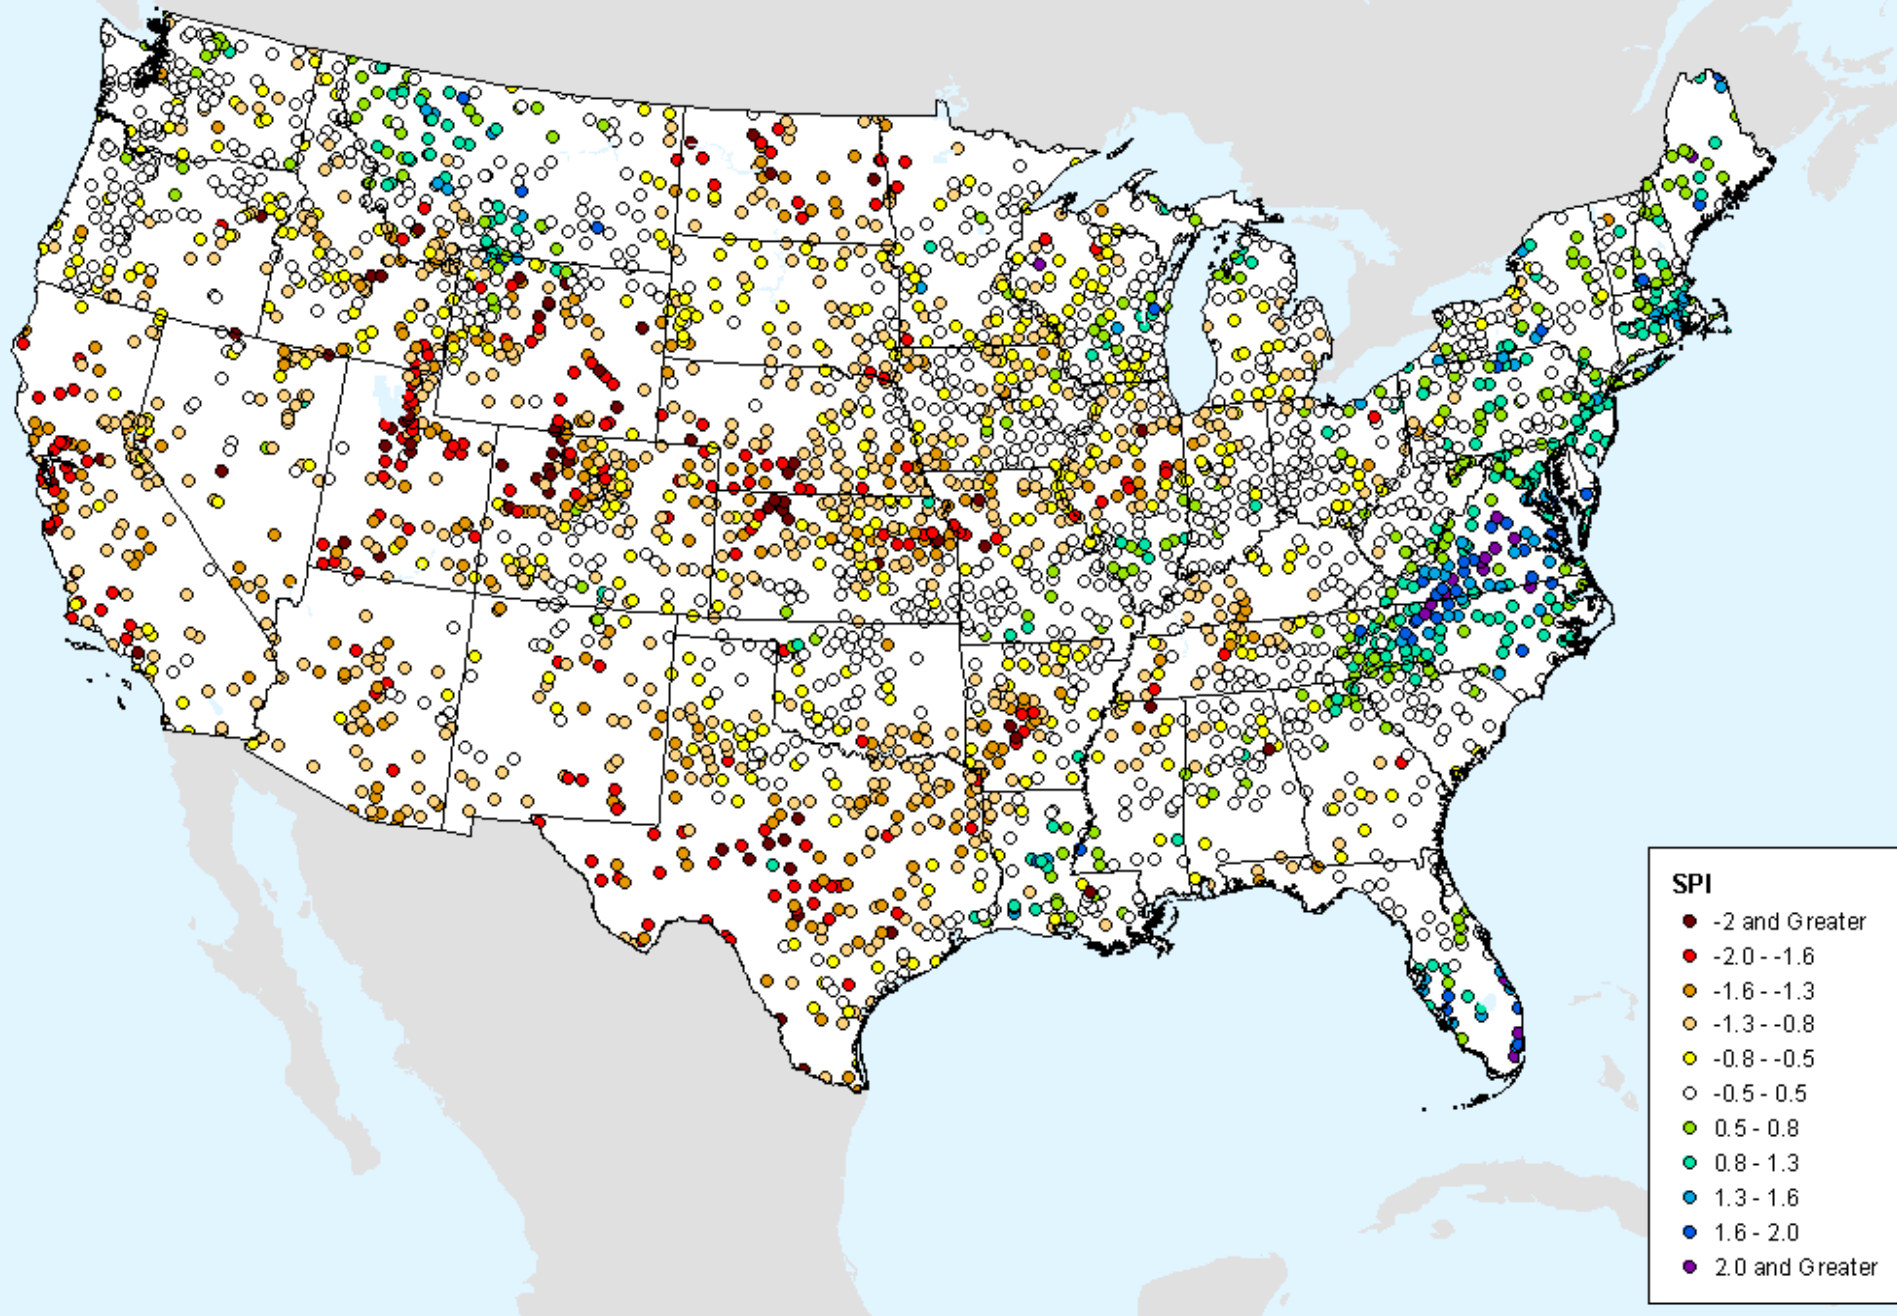 SPI
-2 and Greater
-2.0 - -1.6
-1.6 - -1.3
-1.3 - -0.8
-0.8 - -0.5
-0.5 - 0.5
0.5 - 0.8
0.8 - 1.3
1.3 - 1.6
1.6 - 2.0
2.0 and Greater